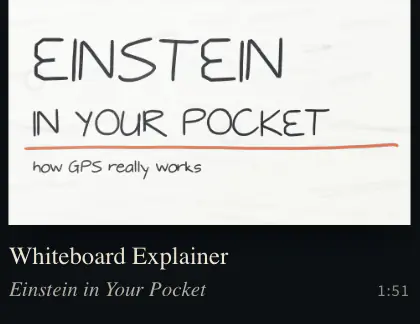 EINSTEIN
IN YOUR POCKET
how GPS really works
Whiteboard Explainer
Einstein in Your Pocket
1:51